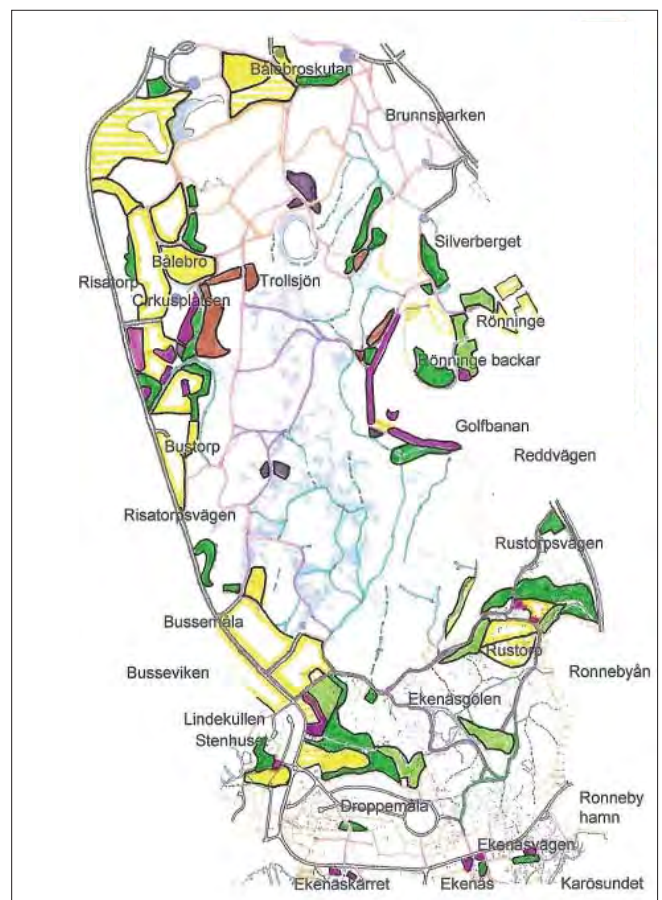 Bålebroskutan
Brunnsparken
Silverberget
Bålebro
Risatorp
Trollsjön
Cirkusplatsen
Rönninge
Rönninge backar
Golfbanan
Bustorp
Reddvägen
Risatorpsvägen
Rustorpsvägen
Bussemåla
Rustorp
Busseviken
Ronnebyån
Ekenäsgölen
Lindekullen
Stenhuset
Droppemåla
Ronneby
hamn
Ekenäsvägen
Ekenäskärret
Ekenäs
Karösundet